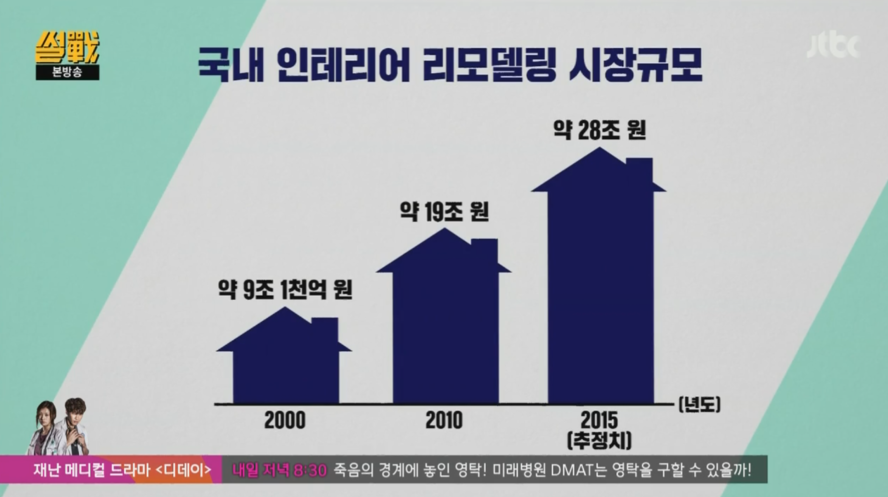 썰戰
본방송
jtbc
국내 인테리어 리모델링 시장규모
약 28조 원
약 19조 원
약 9조 1천억 원
2000
2010
2015
(추정치)
(년도)
재난 메디컬 드라마 <디데이>
내일 저녁 8:30 죽음의 경계에 놓인 영탁! 미래병원 DMAT는 영탁을 구할 수 있을까!